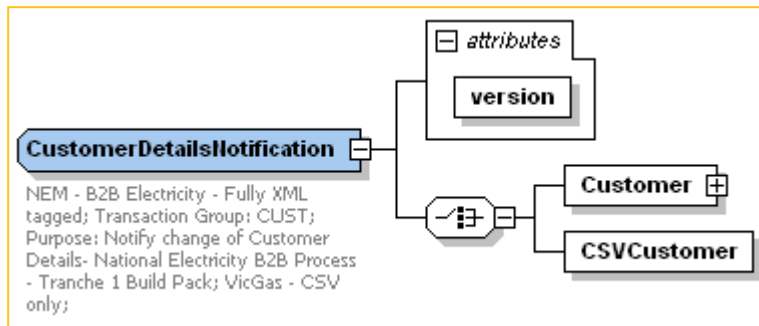 attributes
version
CustomerDetailsNotification
NEM - B2B Electricity - Fully XML
tagged; Transaction Group: CUST;
Purpose: Notify change of Customer
Details- National Electricity B2B Process
- Tranche 1 Build Pack; VicGas - CSV
only;
Customer
CSVCustomer